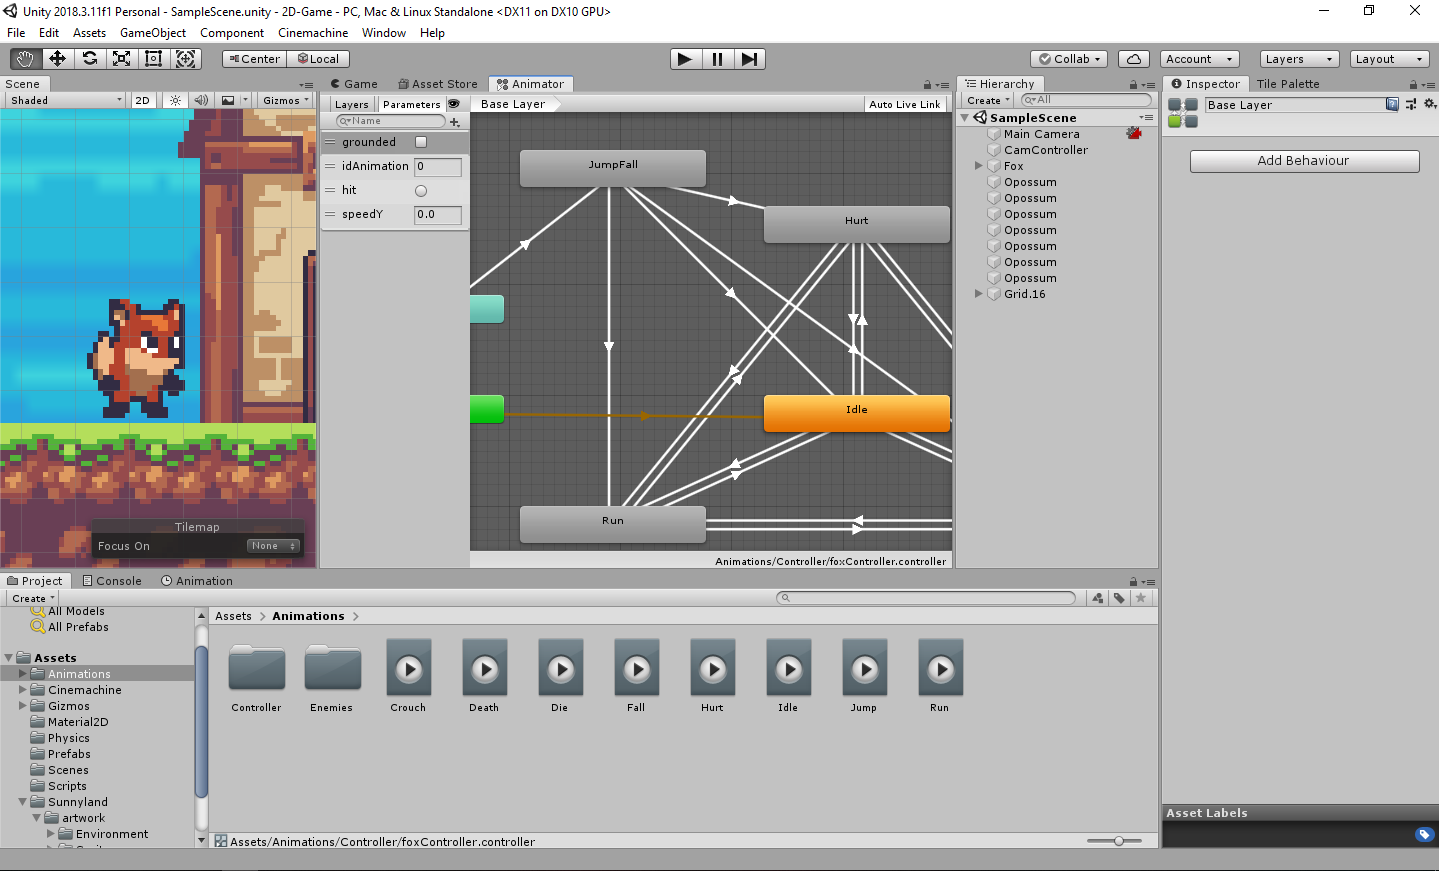 Unity 2018.3.11f1 Personal - SampleScene.unity - 2D-Game - PC, Mac & Linux Standalone <DX11 on DX10 GPU>
File Edit Assets GameObject Component Cinemachine Window Help
Center Local Collab Account Layers Layout
Scene
Shaded 2D Gizmos
Tilemap
Focus On None
Game Asset Store Animator
Layers Parameters Base Layer Auto Live Link
Name
grounded
idAnimation 0
hit
speedY 0.0
JumpFall
Hurt
Idle
Run
Animations/Controller/foxController.controller
Hierarchy
Create All
SampleScene
Main Camera
CamController
Fox
Opossum
Opossum
Opossum
Opossum
Opossum
Opossum
Opossum
Grid.16
Inspector Tile Palette
Base Layer
Add Behaviour
Asset Labels
Project Console Animation
Create
All Models
All Prefabs
Assets
Animations
Cinemachine
Gizmos
Material2D
Physics
Prefabs
Scenes
Scripts
Sunnyland
artwork
Environment
Assets Animations
Controller Enemies Crouch Death Die Fall Hurt Idle Jump Run
Assets/Animations/Controller/foxController.controller